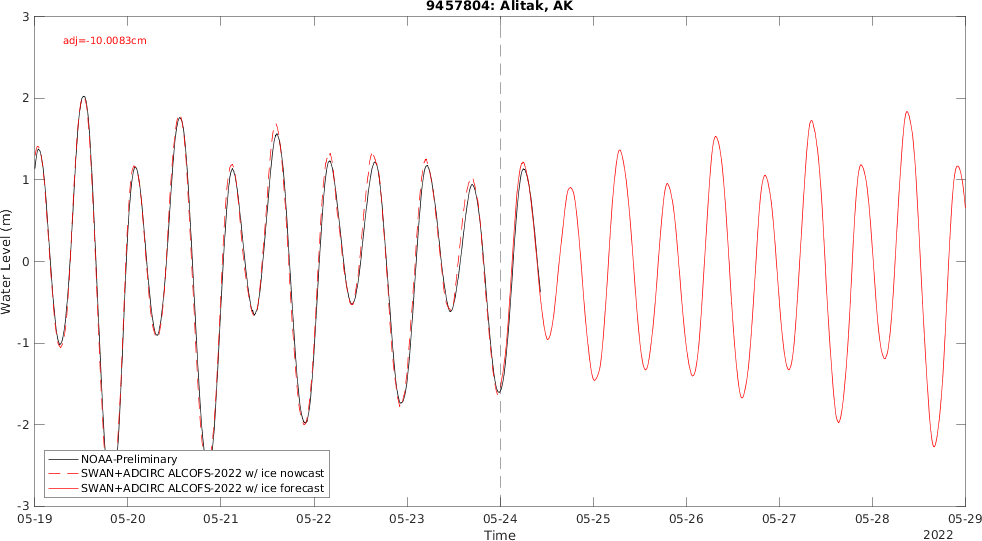 9457804: Alitak, AK
adj=-10.0083cm
3
2
1
0
-1
-2
-3
Water Level (m)
NOAA-Preliminary
SWAN+ADCIRC ALCOFS-2022 w/ ice nowcast
SWAN+ADCIRC ALCOFS-2022 w/ ice forecast
05-19 05-20 05-21 05-22 05-23 05-24 05-25 05-26 05-27 05-28 05-29
Time
2022